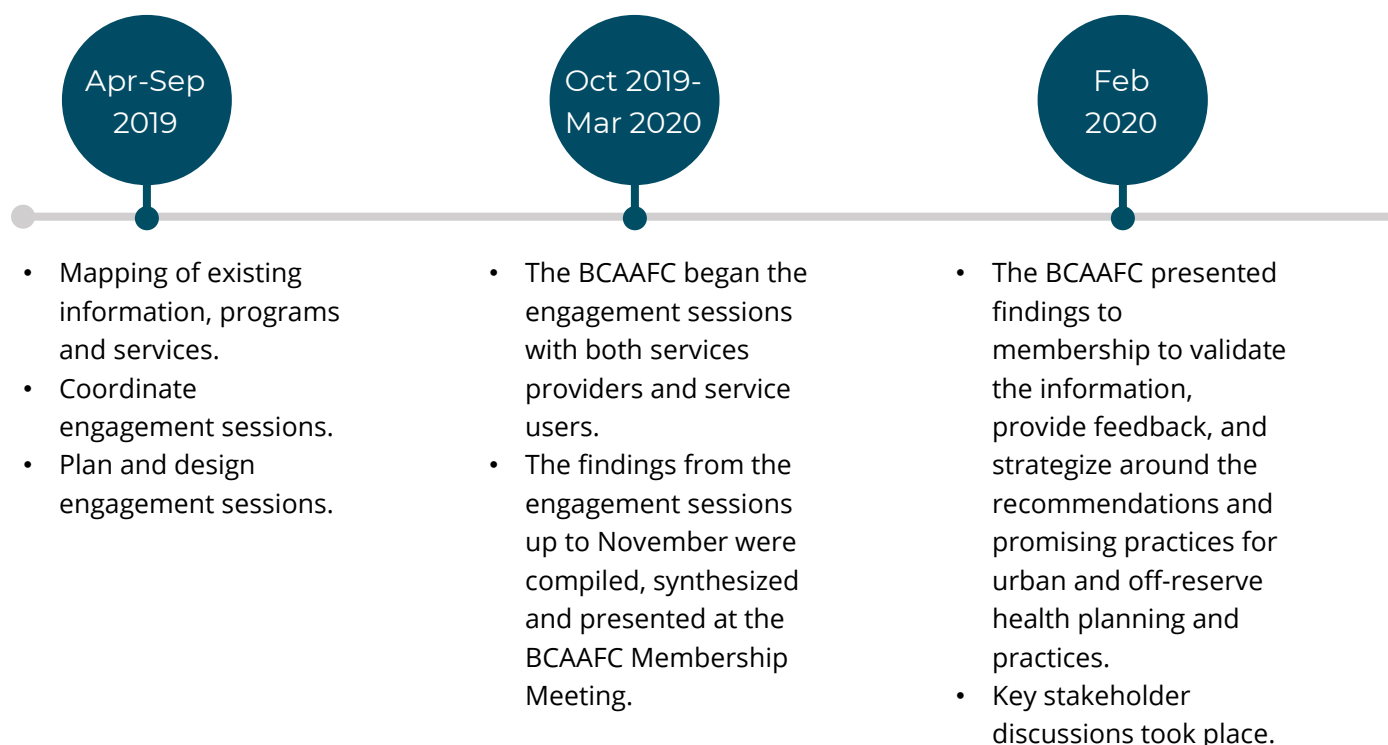 Apr-Sep
2019
• Mapping of existing
information, programs
and services.
• Coordinate
engagement sessions.
• Plan and design
engagement sessions.
Oct 2019-
Mar 2020
• The BCAAFC began the
engagement sessions
with both services
providers and service
users.
• The findings from the
engagement sessions
up to November were
compiled, synthesized
and presented at the
BCAAFC Membership
Meeting.
Feb
2020
• The BCAAFC presented
findings to
membership to validate
the information,
provide feedback, and
strategize around the
recommendations and
promising practices for
urban and off-reserve
health planning and
practices.
• Key stakeholder
discussions took place.